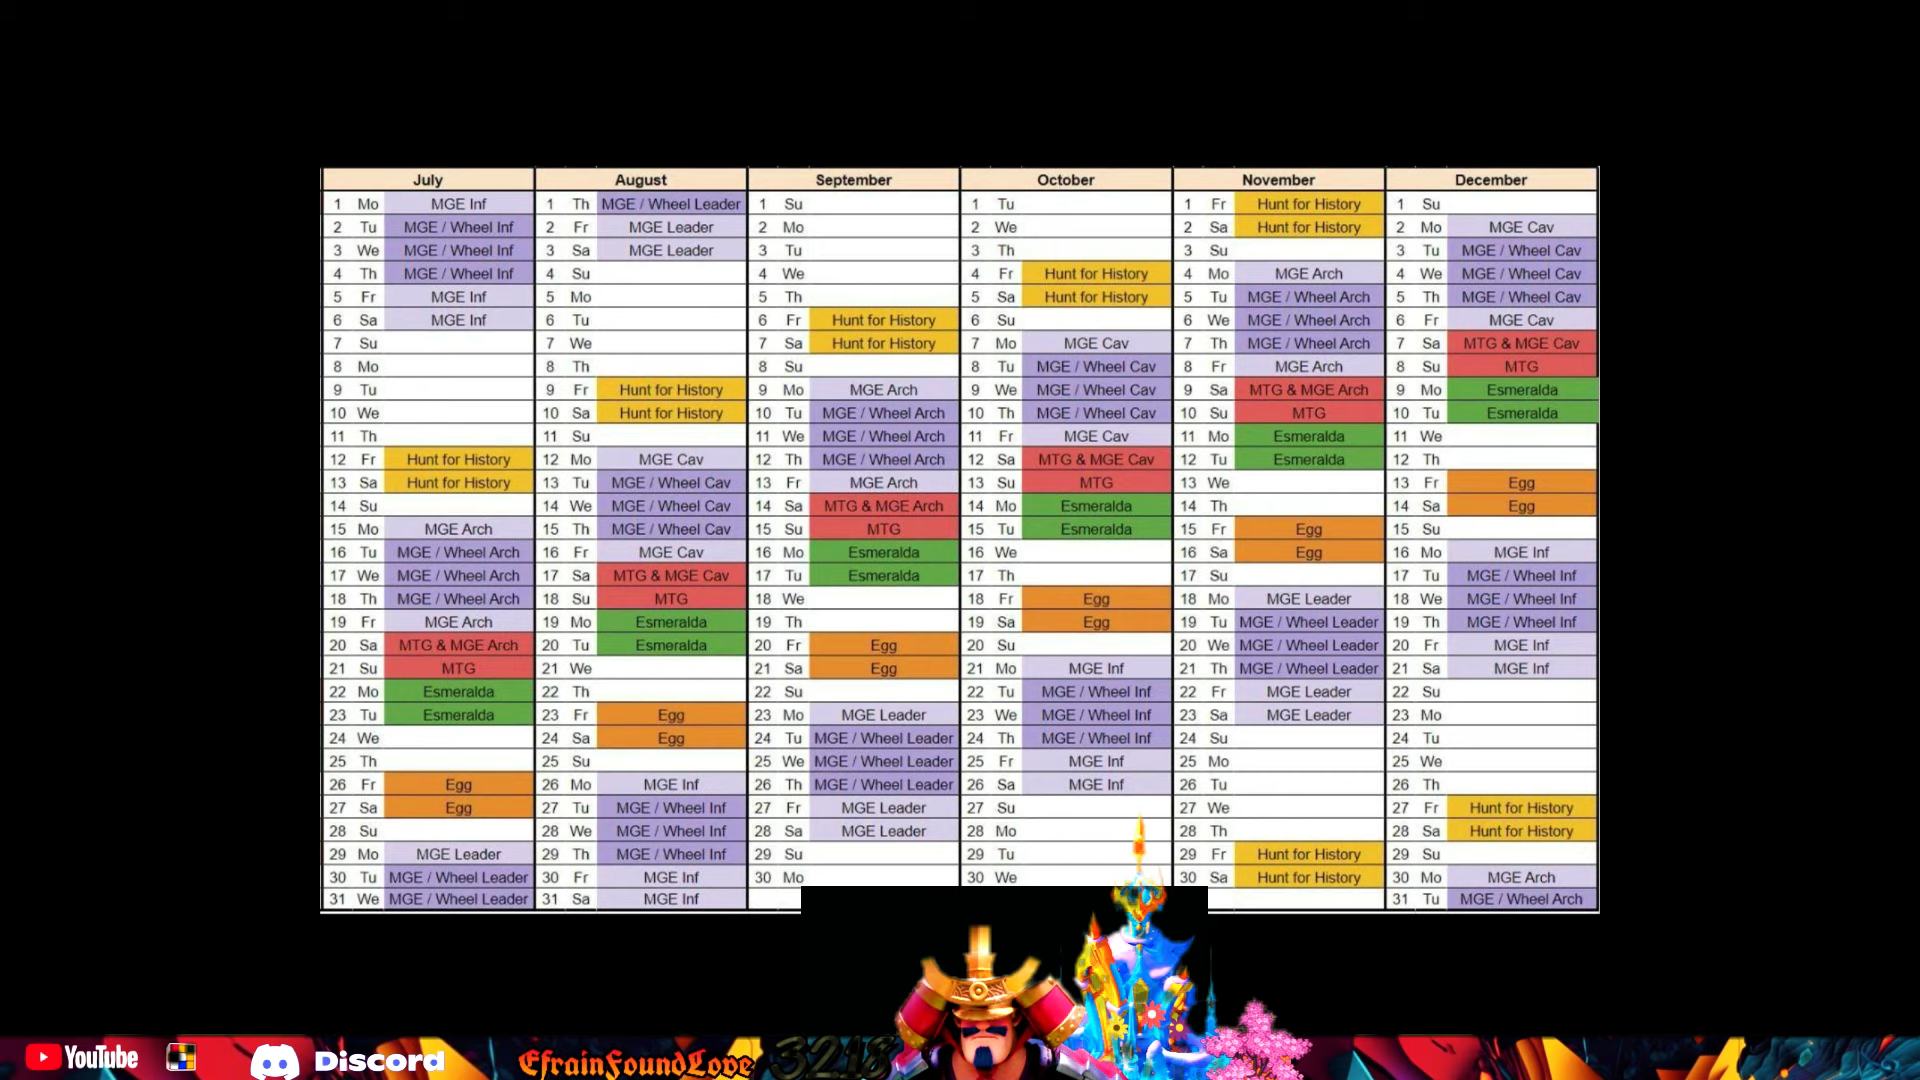 July August September October November December
1 Mo MGE Inf 1 Th MGE / Wheel Leader 1 Su 1 Tu 1 Fr Hunt for History 1 Su
2 Tu MGE / Wheel Inf 2 Fr MGE Leader 2 Mo 2 We 2 Sa Hunt for History 2 Mo MGE Cav
3 We MGE / Wheel Inf 3 Sa MGE Leader 3 Tu 3 Th 3 Su 3 Tu MGE / Wheel Cav
4 Th MGE / Wheel Inf 4 Su 4 We 4 Fr Hunt for History 4 Mo MGE Arch 4 We MGE / Wheel Cav
5 Fr MGE Inf 5 Mo 5 Th 5 Sa Hunt for History 5 Tu MGE / Wheel Arch 5 Th MGE / Wheel Cav
6 Sa MGE Inf 6 Tu 6 Fr Hunt for History 6 Su 6 We MGE / Wheel Arch 6 Fr MGE Cav
7 Su 7 We 7 Sa Hunt for History 7 Mo MGE Cav 7 Th MGE / Wheel Arch 7 Sa MTG & MGE Cav
8 Mo 8 Th 8 Su 8 Tu MGE / Wheel Cav 8 Fr MGE Arch 8 Su MTG
9 Tu 9 Fr Hunt for History 9 Mo MGE Arch 9 We MGE / Wheel Cav 9 Sa MTG & MGE Arch 9 Mo Esmeralda
10 We 10 Sa Hunt for History 10 Tu MGE / Wheel Arch 10 Th MGE / Wheel Cav 10 Su MTG 10 Tu Esmeralda
11 Th 11 Su 11 We MGE / Wheel Arch 11 Fr MGE Cav 11 Mo Esmeralda 11 We
12 Fr Hunt for History 12 Mo MGE Cav 12 Th MGE / Wheel Arch 12 Sa MTG & MGE Cav 12 Tu Esmeralda 12 Th
13 Sa Hunt for History 13 Tu MGE / Wheel Cav 13 Fr MGE Arch 13 Su MTG 13 We 13 Fr Egg
14 Su 14 We MGE / Wheel Cav 14 Sa MTG & MGE Arch 14 Mo Esmeralda 14 Th 14 Sa Egg
15 Mo MGE Arch 15 Th MGE / Wheel Cav 15 Su MTG 15 Tu Esmeralda 15 Fr Egg 15 Su
16 Tu MGE / Wheel Arch 16 Fr MGE Cav 16 Mo Esmeralda 16 We 16 Sa Egg 16 Mo MGE Inf
17 We MGE / Wheel Arch 17 Sa MTG & MGE Cav 17 Tu Esmeralda 17 Th 17 Su 17 Tu MGE / Wheel Inf
18 Th MGE / Wheel Arch 18 Su MTG 18 We 18 Fr Egg 18 Mo MGE Leader 18 We MGE / Wheel Inf
19 Fr MGE Arch 19 Mo Esmeralda 19 Th 19 Sa Egg 19 Tu MGE / Wheel Leader 19 Th MGE / Wheel Inf
20 Sa MTG & MGE Arch 20 Tu Esmeralda 20 Fr Egg 20 Su 20 We MGE / Wheel Leader 20 Fr MGE Inf
21 Su MTG 21 We 21 Sa Egg 21 Mo MGE Inf 21 Th MGE / Wheel Leader 21 Sa MGE Inf
22 Mo Esmeralda 22 Th 22 Su 22 Tu MGE / Wheel Inf 22 Fr MGE Leader 22 Su
23 Tu Esmeralda 23 Fr Egg 23 Mo MGE Leader 23 We MGE / Wheel Inf 23 Sa MGE Leader 23 Mo
24 We 24 Sa Egg 24 Tu MGE / Wheel Leader 24 Th MGE / Wheel Inf 24 Su 24 Tu
25 Th 25 Su 25 We MGE / Wheel Leader 25 Fr MGE Inf 25 Mo 25 We
26 Fr Egg 26 Mo MGE Inf 26 Th MGE / Wheel Leader 26 Sa MGE Inf 26 Tu 26 Th
27 Sa Egg 27 Tu MGE / Wheel Inf 27 Fr MGE Leader 27 Su 27 We 27 Fr Hunt for History
28 Su 28 We MGE / Wheel Inf 28 Sa MGE Leader 28 Mo 28 Th 28 Sa Hunt for History
29 Mo MGE Leader 29 Th MGE / Wheel Inf 29 Su 29 Tu 29 Fr Hunt for History 29 Su
30 Tu MGE / Wheel Leader 30 Fr MGE Inf 30 Mo 30 We 30 Sa Hunt for History 30 Mo MGE Arch
31 We MGE / Wheel Leader 31 Sa MGE Inf 31 Tu MGE / Wheel Arch
YouTube Discord EfrainFoundLove 3218